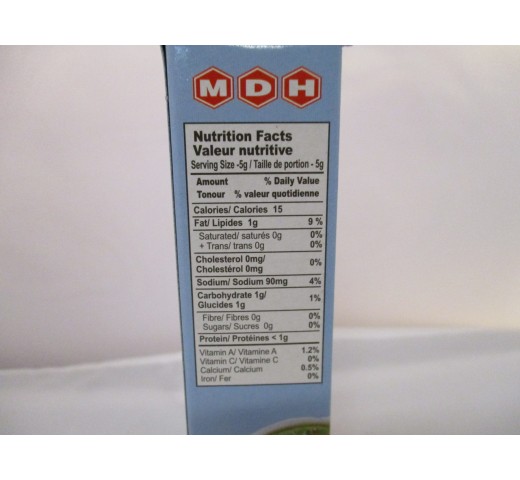 MDH
Nutrition Facts
Valeur nutritive
Serving Size -5g / Taille de portion - 5g
Amount % Daily Value
Tonour % valeur quotidienne
Calories/ Calories 15
Fat/ Lipides 1g 9 %
Saturated/ saturés 0g 0%
+ Trans/ trans 0g 0%
Cholesterol 0mg/ 0%
Cholestérol 0mg
Sodium/ Sodium 90mg 4%
Carbohydrate 1g/ 1%
Glucides 1g
Fibre/ Fibres 0g 0%
Sugars/ Sucres 0g 0%
Protein/ Protéines < 1g
Vitamin A/ Vitamine A 1.2%
Vitamin C/ Vitamine C 0%
Calcium/ Calcium 0.5%
Iron/ Fer 0%